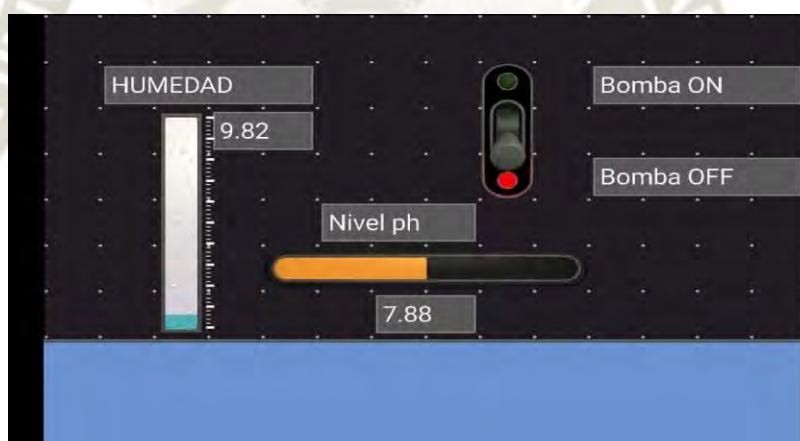 HUMEDAD
Bomba ON
9.82
Bomba OFF
Nivel ph
7.88